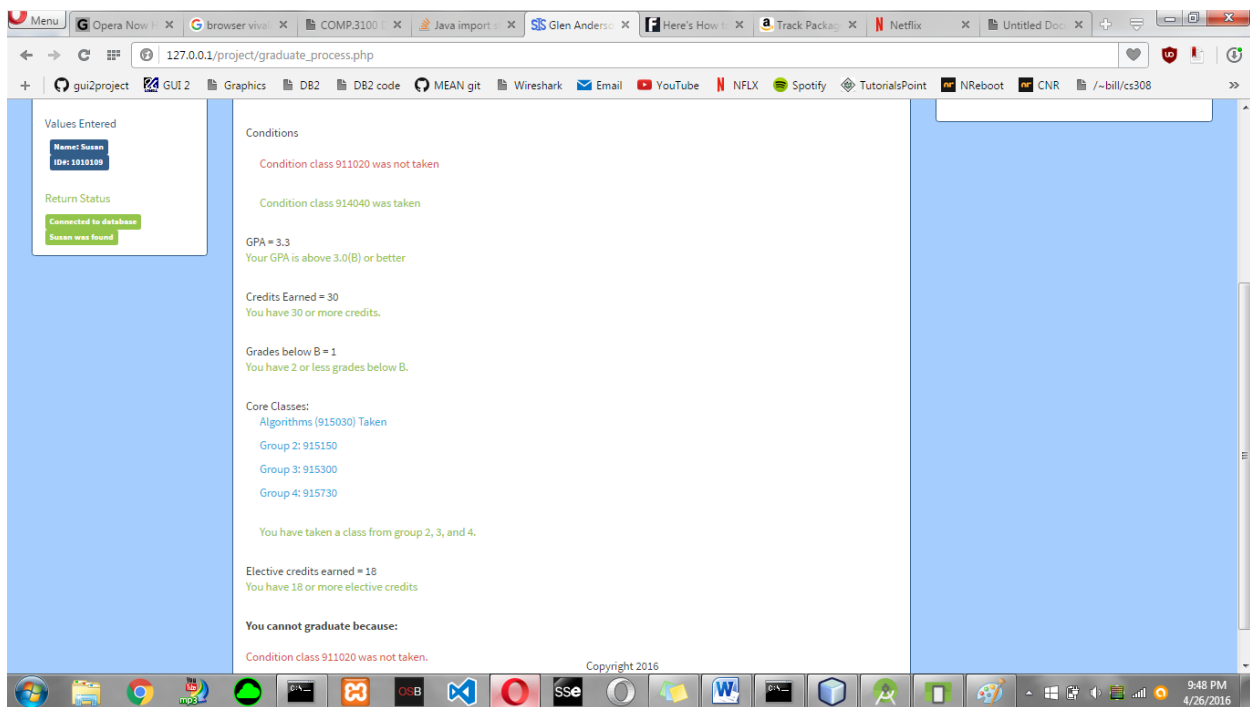 Menu
Opera Now H
browser vival
COMP.3100 D
Java import s
SIS Glen Anderso
Here's How to
Track Packag
Netflix
Untitled Doc
127.0.0.1/project/graduate_process.php
gui2project
GUI 2
Graphics
DB2
DB2 code
MEAN git
Wireshark
Email
YouTube
NFLX
Spotify
TutorialsPoint
NReboot
CNR
/~bill/cs308
Values Entered
Name: Susan
ID#: 1010109
Return Status
Connected to database
Susan was found
Conditions
Condition class 911020 was not taken
Condition class 914040 was taken
GPA = 3.3
Your GPA is above 3.0(B) or better
Credits Earned = 30
You have 30 or more credits.
Grades below B = 1
You have 2 or less grades below B.
Core Classes:
Algorithms (915030) Taken
Group 2: 915150
Group 3: 915300
Group 4: 915730
You have taken a class from group 2, 3, and 4.
Elective credits earned = 18
You have 18 or more elective credits
You cannot graduate because:
Condition class 911020 was not taken.
Copyright 2016
mp3
OSB
sse
9:48 PM
4/26/2016